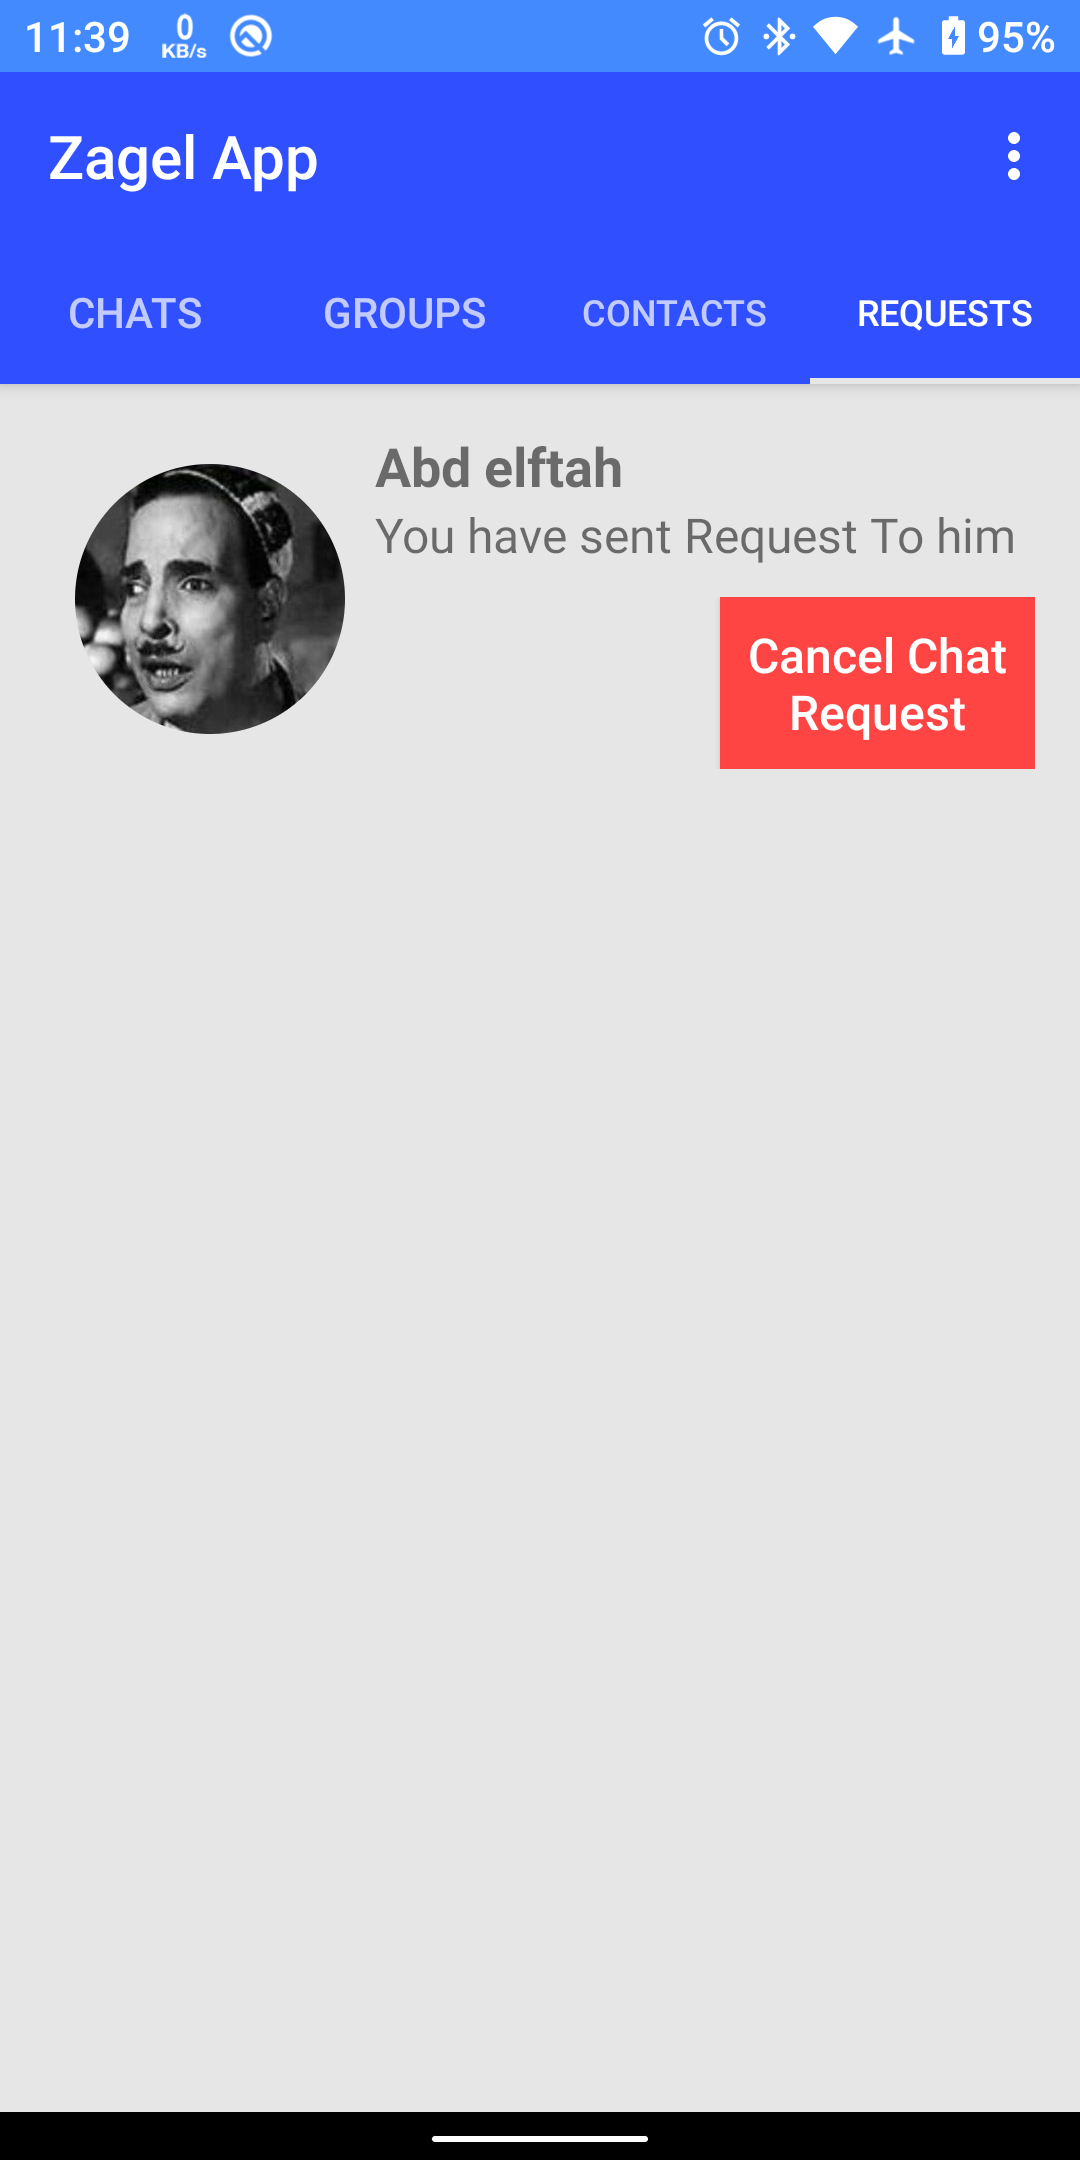 11:39 0 KB/s 95%
Zagel App
CHATS GROUPS CONTACTS REQUESTS
Abd elftah
You have sent Request To him
Cancel Chat
Request